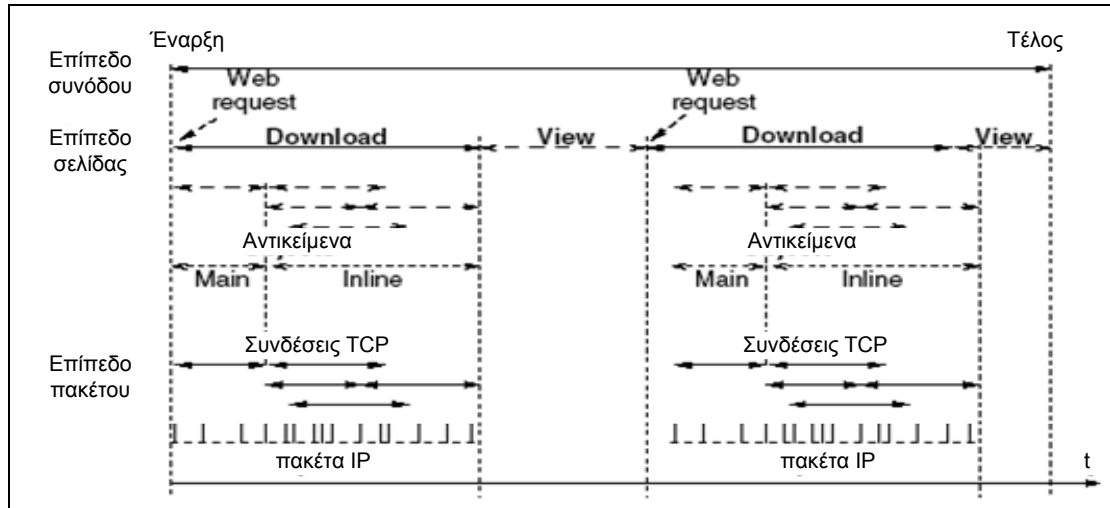 Έναρξη
Τέλος
Επίπεδο
συνόδου
Web
request
Web
request
Επίπεδο
σελίδας
Download
View
Download
View
Αντικείμενα
Αντικείμενα
Main
Inline
Main
Inline
Συνδέσεις TCP
Συνδέσεις TCP
Επίπεδο
πακέτου
πακέτα IP
πακέτα IP
t